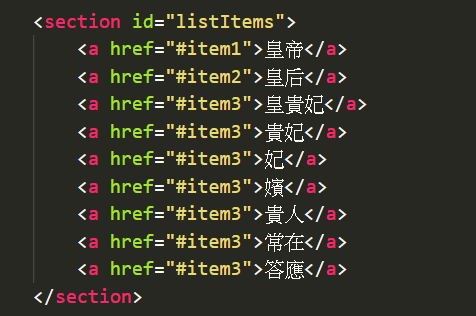 <section id="listItems">
<a href="#item1">皇帝</a>
<a href="#item2">皇后</a>
<a href="#item3">皇貴妃</a>
<a href="#item3">貴妃</a>
<a href="#item3">妃</a>
<a href="#item3">嬪</a>
<a href="#item3">貴人</a>
<a href="#item3">常在</a>
<a href="#item3">答應</a>
</section>